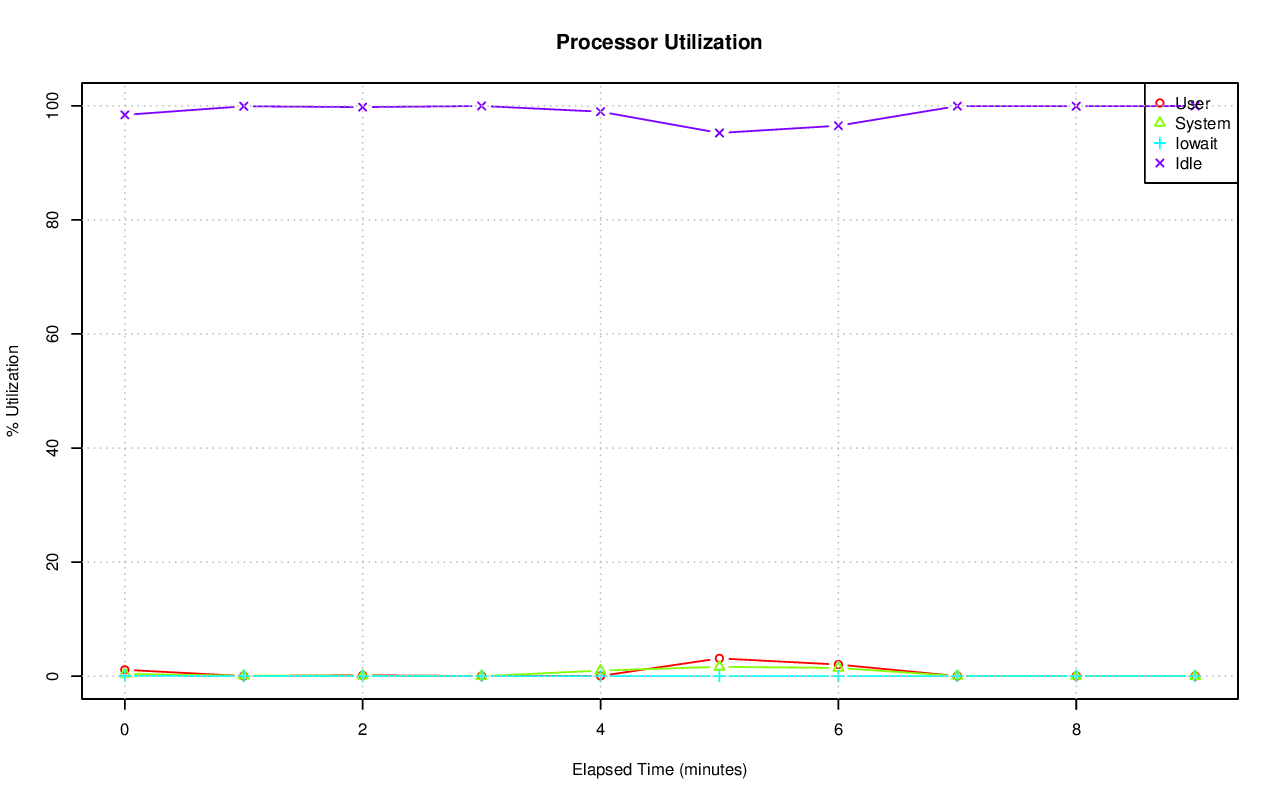 Processor Utilization
100
80
60
40
20
0
% Utilization
User
System
Iowait
Idle
0 2 4 6 8
Elapsed Time (minutes)